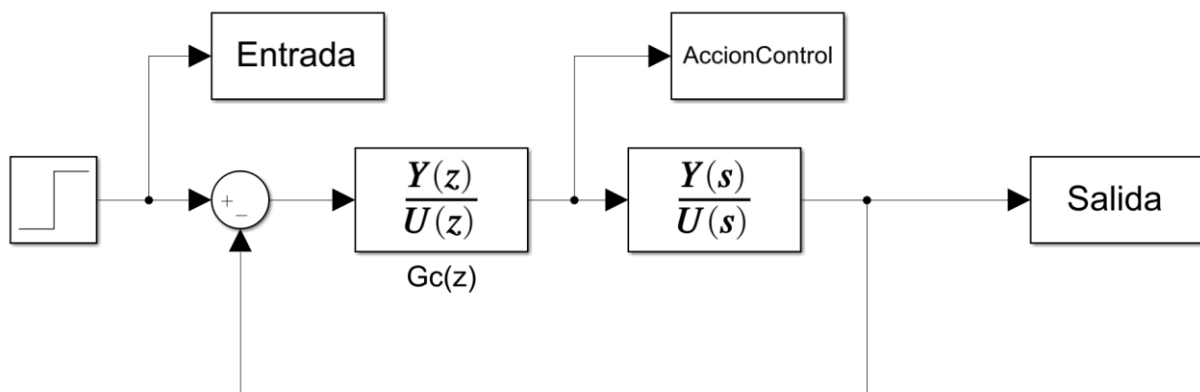 Entrada
AccionControl
+
−
Y(z)
U(z)
Gc(z)
Y(s)
U(s)
Salida